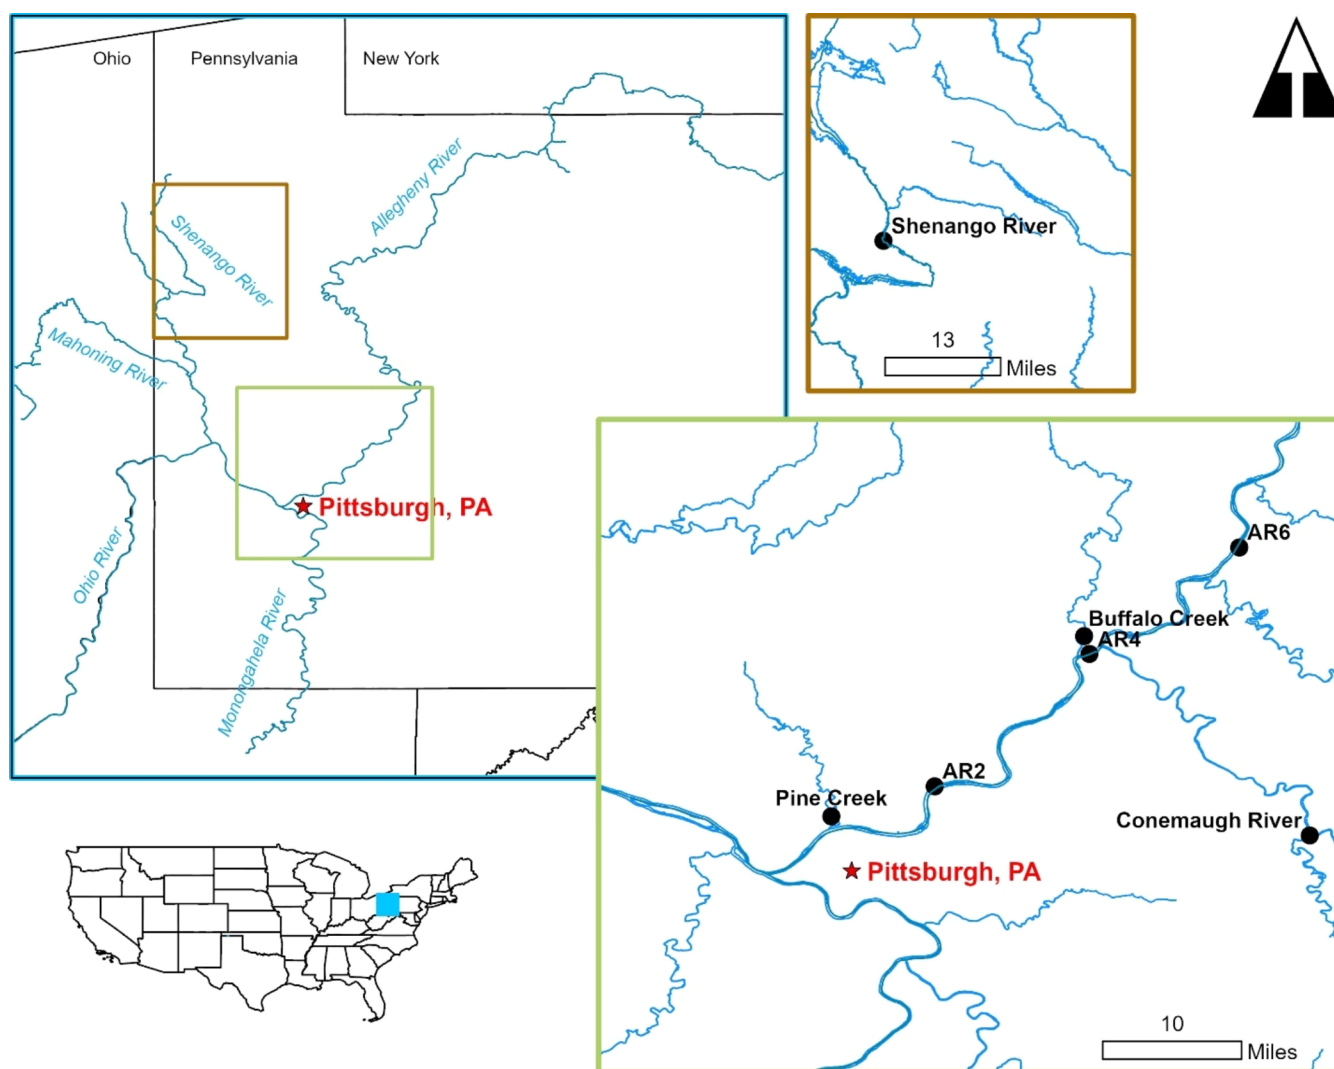 Ohio
Pennsylvania
New York
Allegheny River
Shenango River
Mahoning River
Pittsburgh, PA
Ohio River
Monongahela River
Shenango River
13
Miles
AR6
Buffalo Creek
AR4
AR2
Pine Creek
Conemaugh River
Pittsburgh, PA
10
Miles